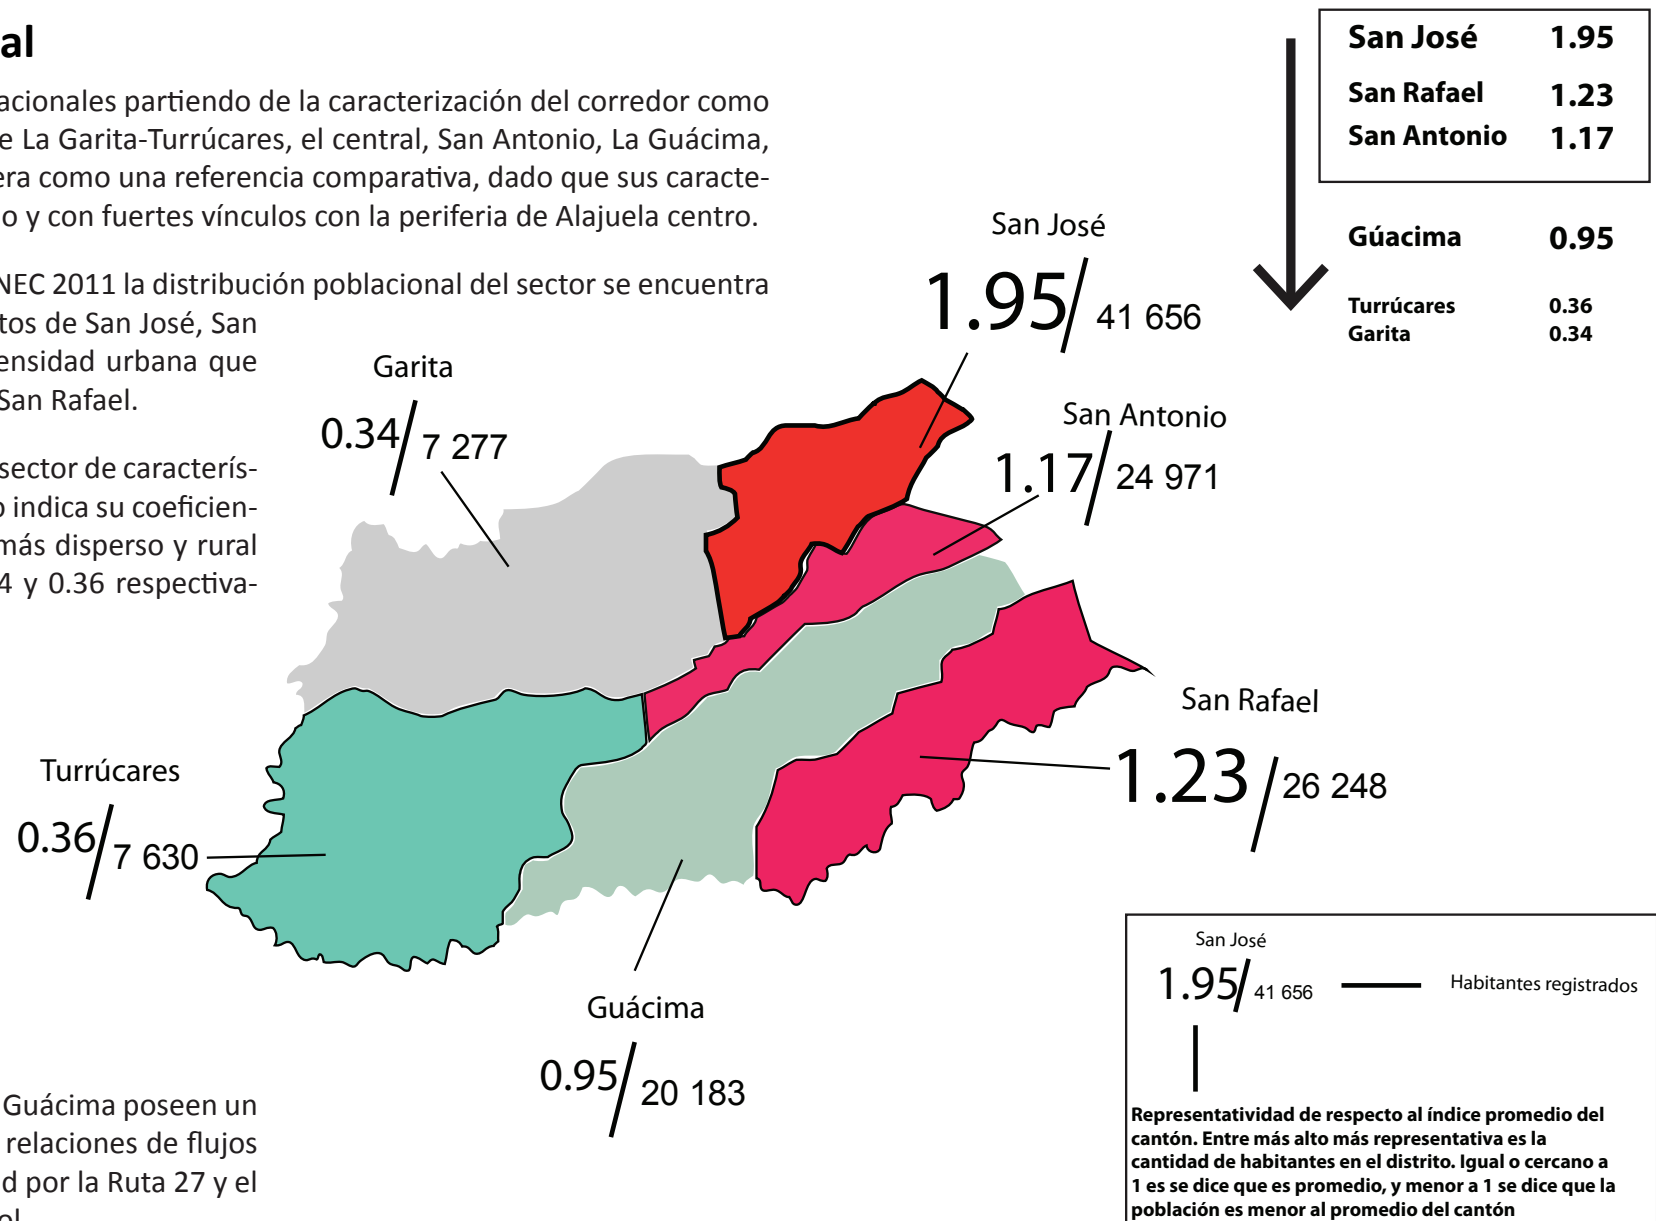 al
acionales partiendo de la caracterización del corredor como
e La Garita-Turrúcares, el central, San Antonio, La Guácima,
era como una referencia comparativa, dado que sus caracte-
o y con fuertes vínculos con la periferia de Alajuela centro.
NEC 2011 la distribución poblacional del sector se encuentra
tos de San José, San
ensidad urbana que
San Rafael.
sector de caracterís-
o indica su coeficien-
más disperso y rural
4 y 0.36 respectiva-
Guácima poseen un
relaciones de flujos
d por la Ruta 27 y el
San José 1.95
San Rafael 1.23
San Antonio 1.17
Gúacima 0.95
Turrúcares 0.36
Garita 0.34
San José
1.95/ 41 656
Garita
0.34/ 7 277
San Antonio
1.17/ 24 971
San Rafael
1.23 / 26 248
Turrúcares
0.36/ 7 630
Guácima
0.95/ 20 183
San José
1.95/ 41 656 Habitantes registrados
Representatividad de respecto al índice promedio del
cantón. Entre más alto más representativa es la
cantidad de habitantes en el distrito. Igual o cercano a
1 es se dice que es promedio, y menor a 1 se dice que la
población es menor al promedio del cantón